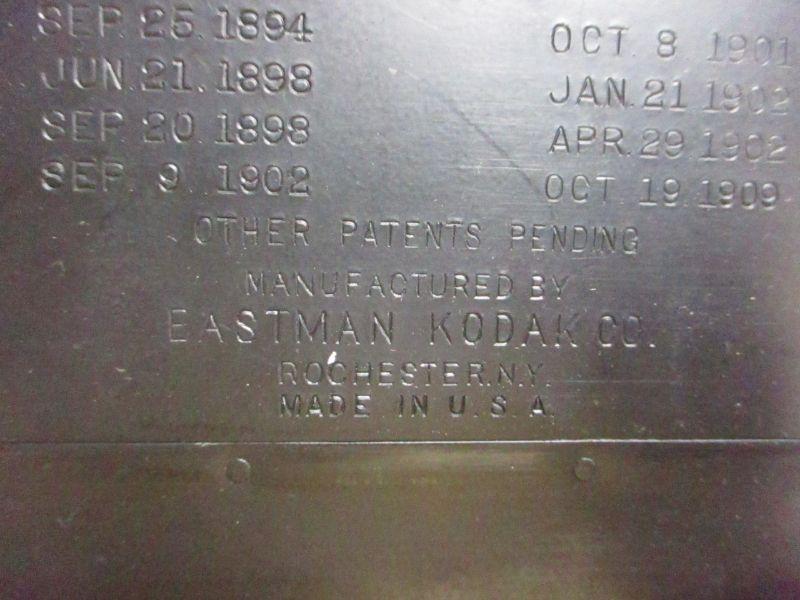 SEP. 25. 1894 OCT. 8. 1901
JUN. 21. 1898 JAN. 21 1902
SEP. 20. 1898 APR. 29 1902
SEP. 9. 1902 OCT 19 1909
OTHER PATENTS PENDING
MANUFACTURED BY
EASTMAN KODAK CO.
ROCHESTER. N.Y.
MADE IN U.S.A.